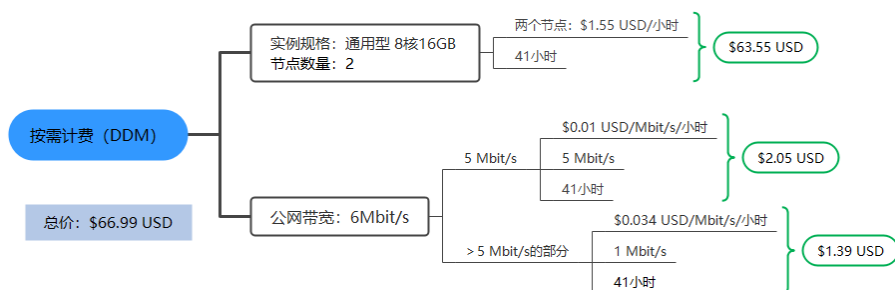 按需计费（DDM）
总价：$66.99 USD
实例规格：通用型 8核16GB
节点数量：2
两个节点：$1.55 USD/小时
41小时
$63.55 USD
公网带宽：6Mbit/s
5 Mbit/s
$0.01 USD/Mbit/s/小时
5 Mbit/s
41小时
$2.05 USD
＞5 Mbit/s的部分
$0.034 USD/Mbit/s/小时
1 Mbit/s
41小时
$1.39 USD